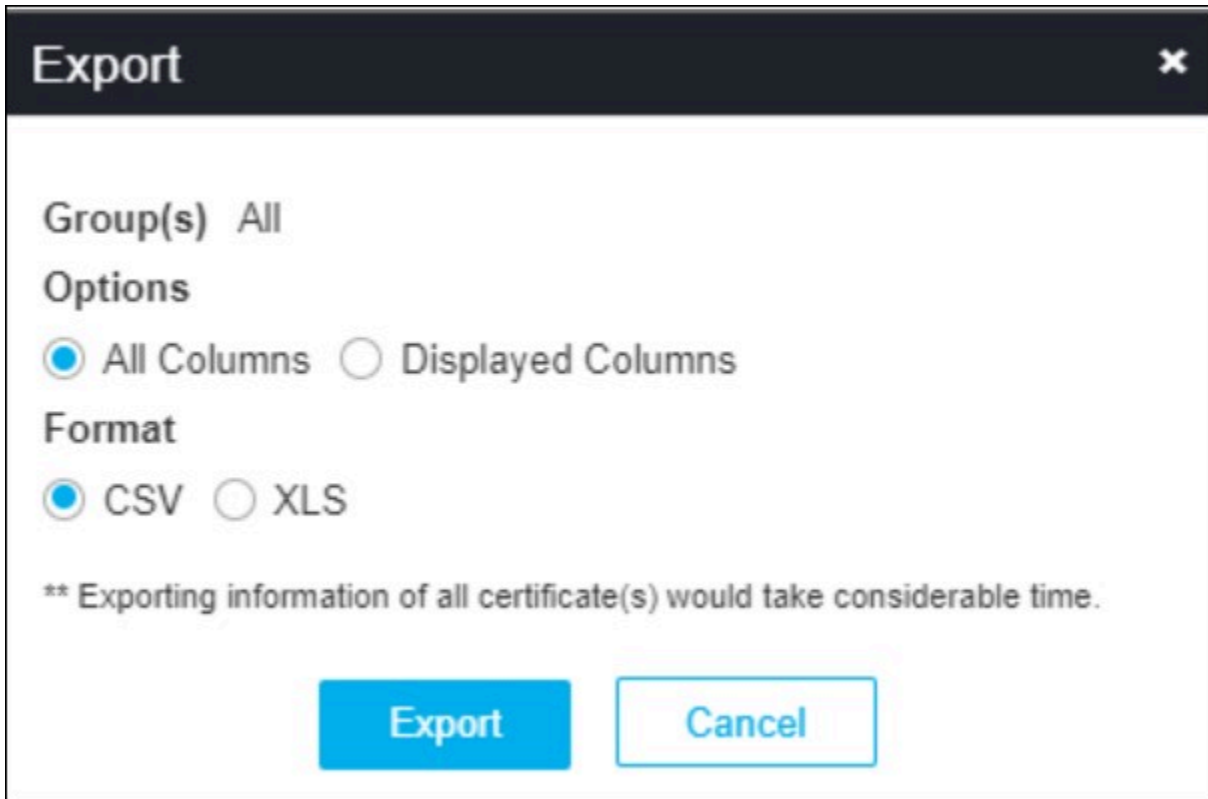 Export
Group(s) All
Options
All Columns Displayed Columns
Format
CSV XLS
** Exporting information of all certificate(s) would take considerable time.
Export Cancel